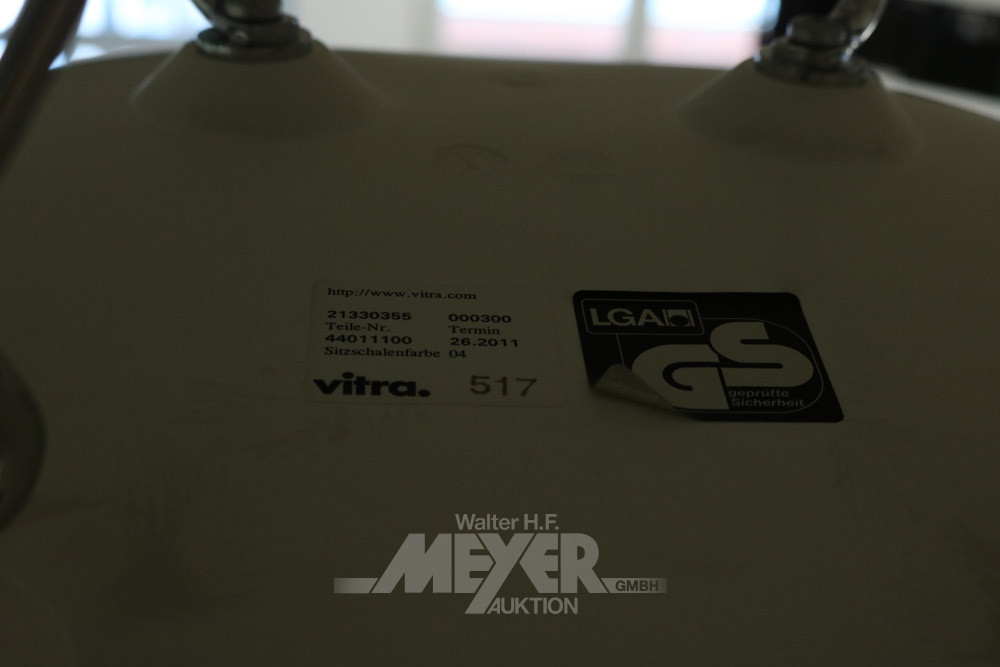 http://www.vitra.com
21330355 000300
Teile-Nr. Termin
44011100 26.2011
Sitzschalenfarbe 04
vitra. 517
LGA
GS
geprüfte
Sicherheit
Walter H.F.
MEYER GMBH
AUKTION